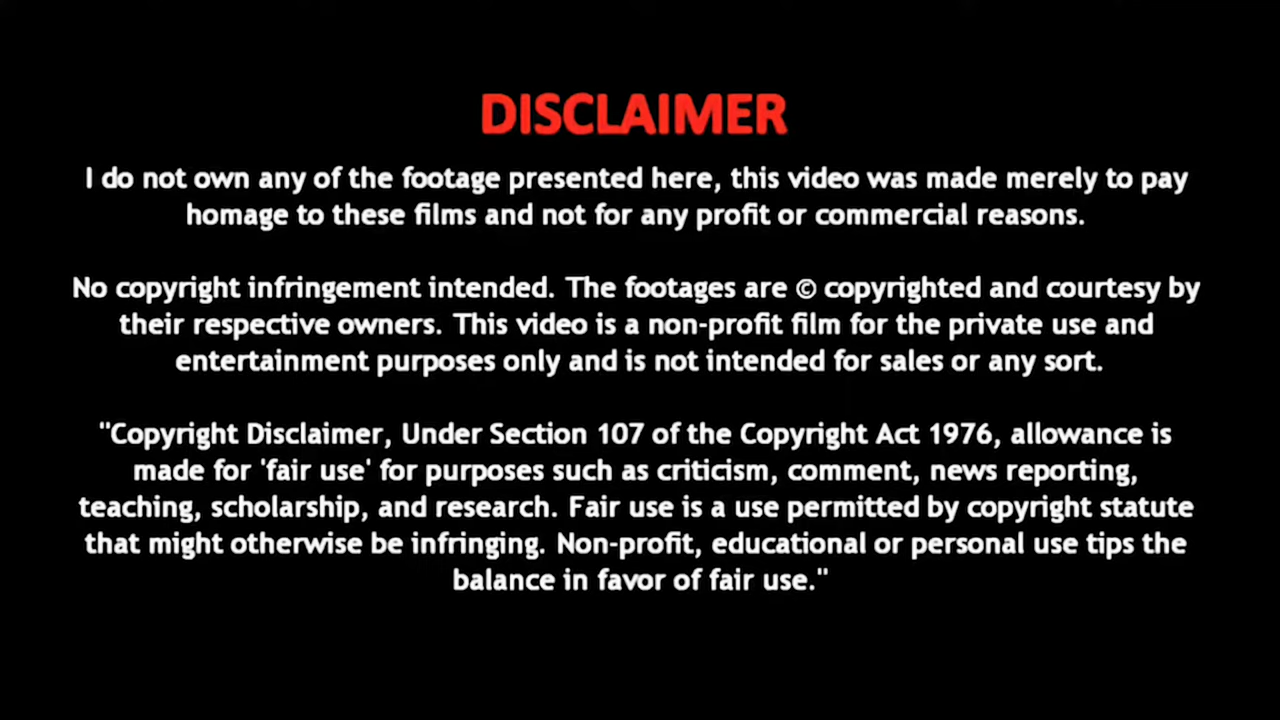 DISCLAIMER
I do not own any of the footage presented here, this video was made merely to pay
homage to these films and not for any profit or commercial reasons.
No copyright infringement intended. The footages are © copyrighted and courtesy by
their respective owners. This video is a non-profit film for the private use and
entertainment purposes only and is not intended for sales or any sort.
"Copyright Disclaimer, Under Section 107 of the Copyright Act 1976, allowance is
made for 'fair use' for purposes such as criticism, comment, news reporting,
teaching, scholarship, and research. Fair use is a use permitted by copyright statute
that might otherwise be infringing. Non-profit, educational or personal use tips the
balance in favor of fair use."